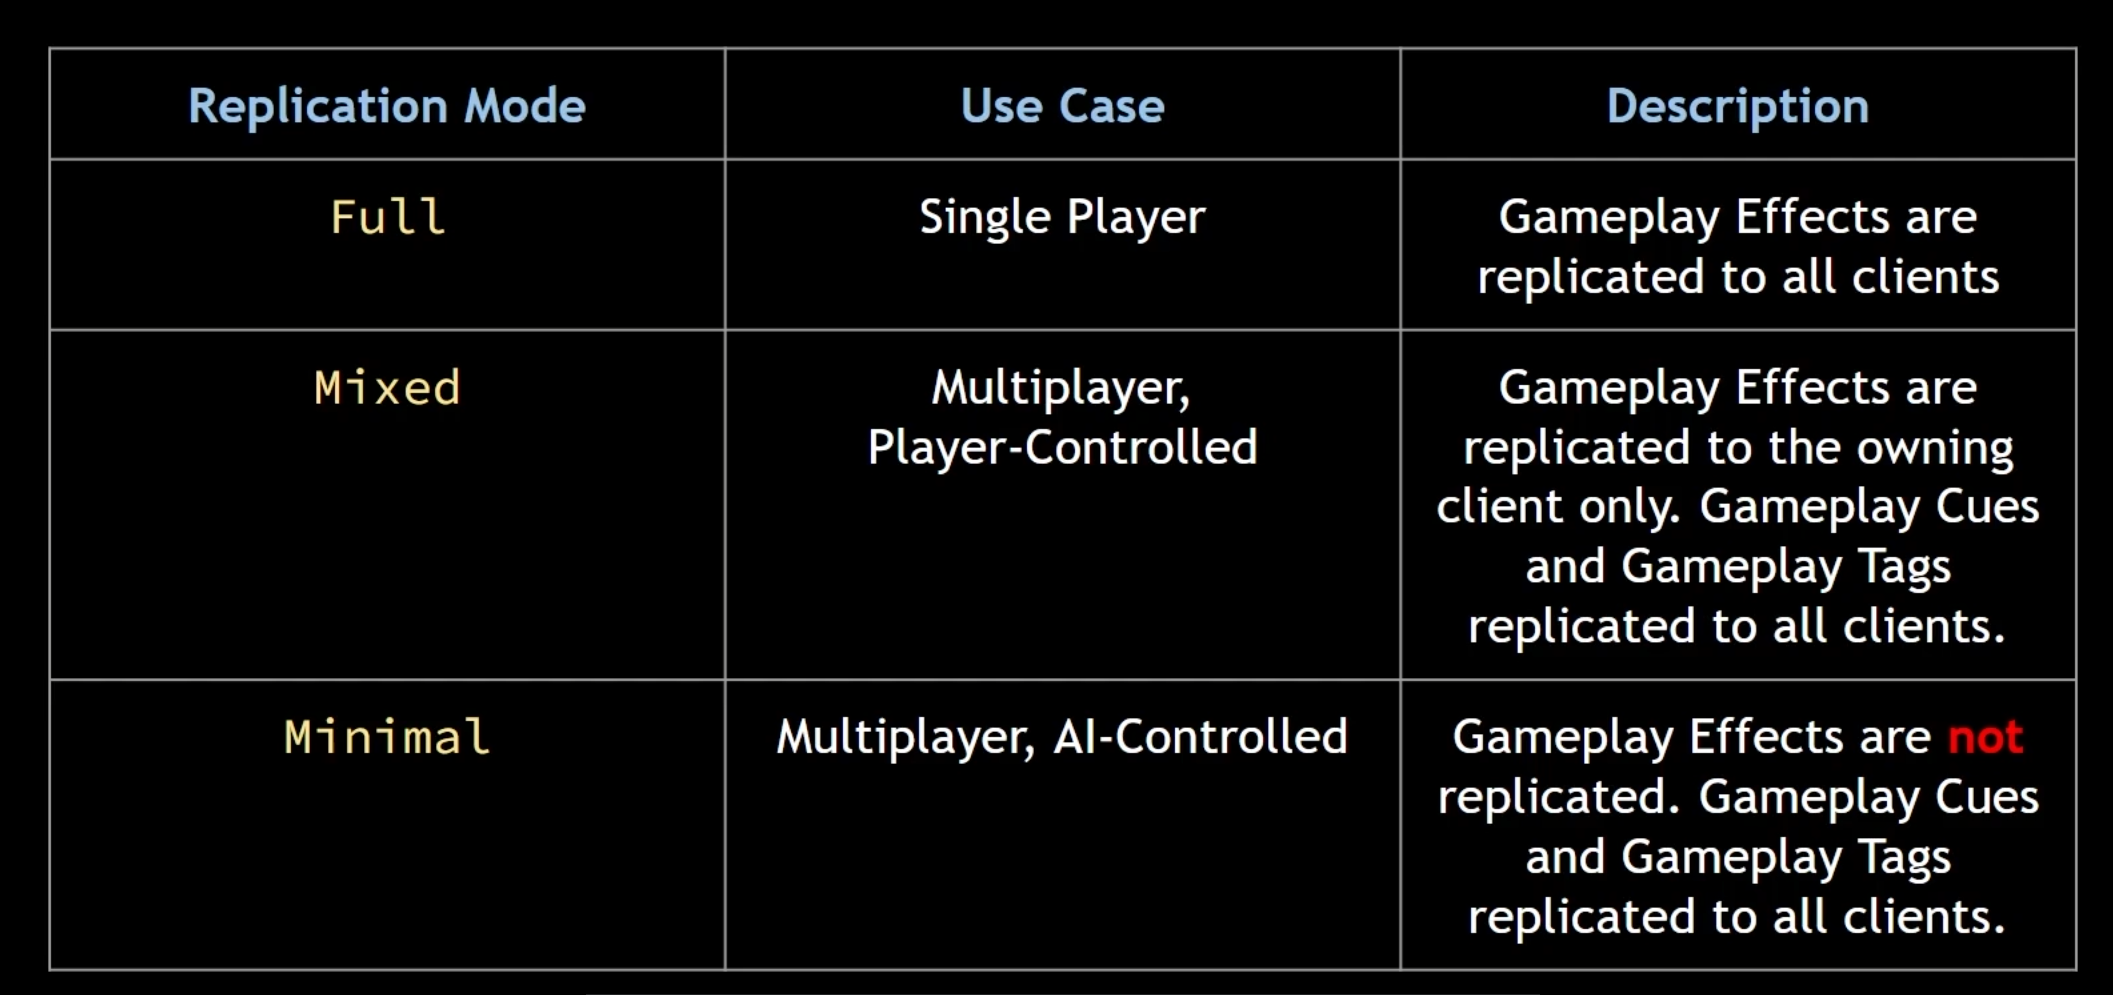 Replication Mode
Use Case
Description
Full
Single Player
Gameplay Effects are
replicated to all clients
Mixed
Multiplayer,
Player-Controlled
Gameplay Effects are
replicated to the owning
client only. Gameplay Cues
and Gameplay Tags
replicated to all clients.
Minimal
Multiplayer, AI-Controlled
Gameplay Effects are not
replicated. Gameplay Cues
and Gameplay Tags
replicated to all clients.